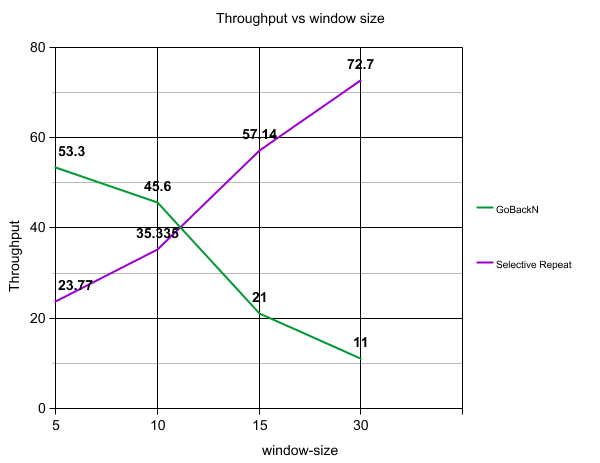 Throughput vs window size
80
72.7
60
57.14
53.3
45.6
GoBackN
40
35.335
Throughput
Selective Repeat
23.77
21
20
11
0
5 10 15 30
window-size